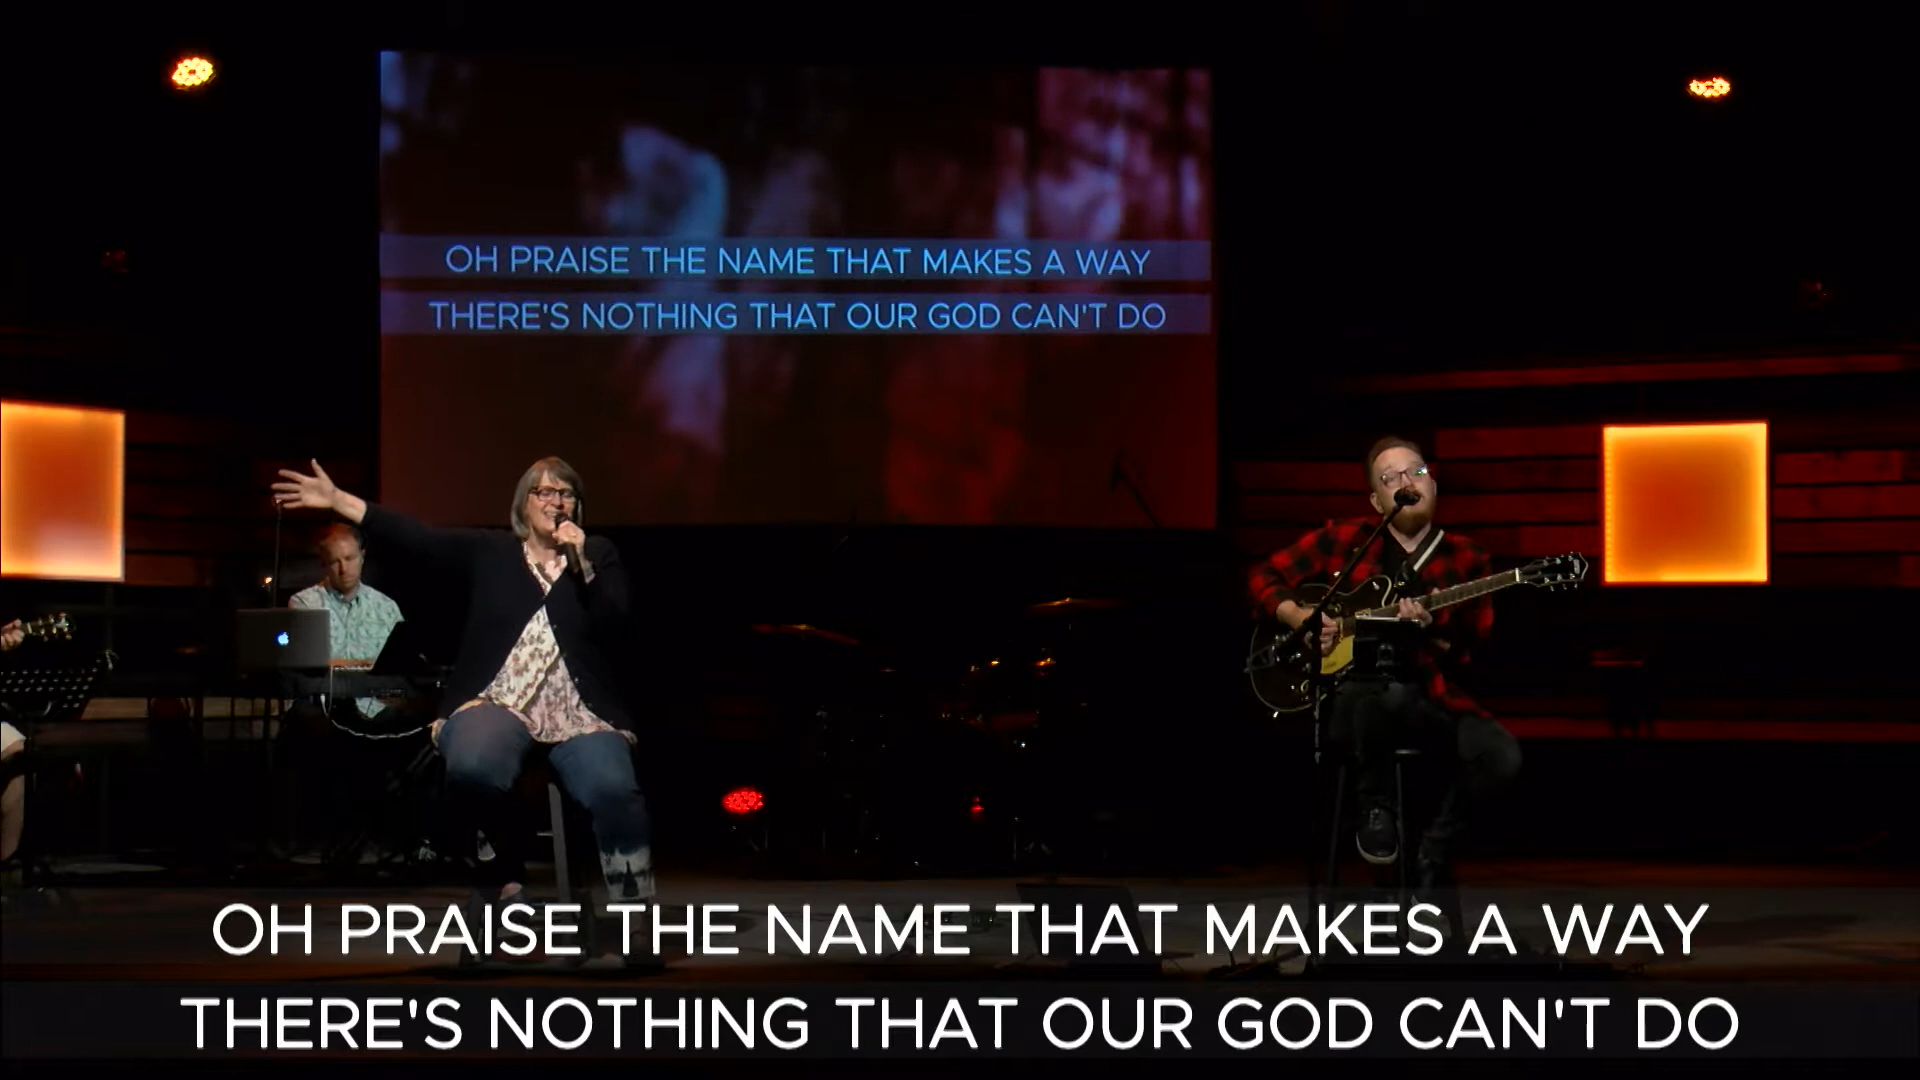 OH PRAISE THE NAME THAT MAKES A WAY
THERE'S NOTHING THAT OUR GOD CAN'T DO
OH PRAISE THE NAME THAT MAKES A WAY
THERE'S NOTHING THAT OUR GOD CAN'T DO